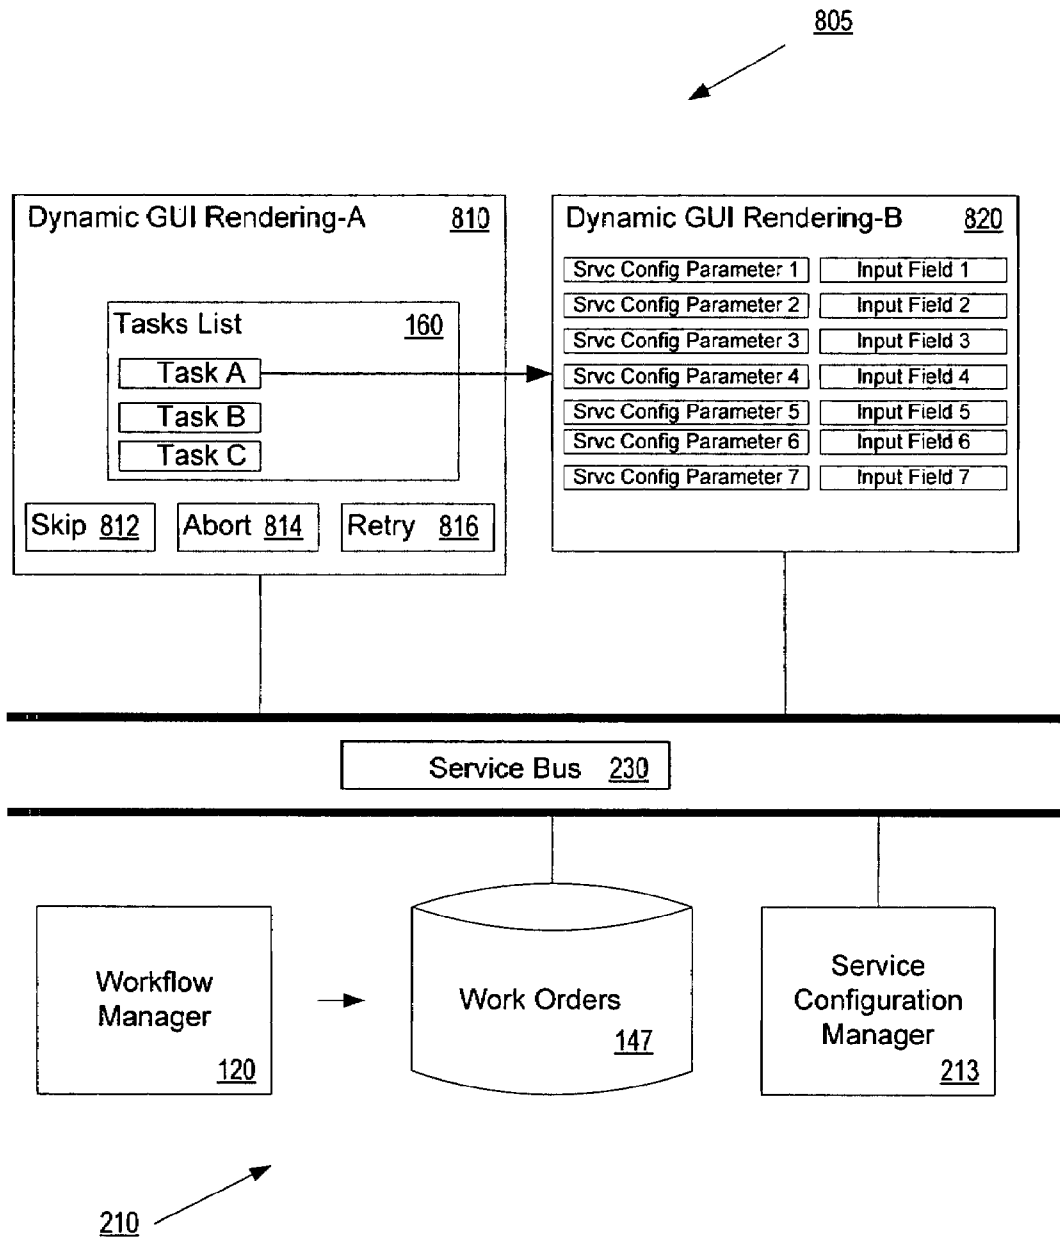 805
Dynamic GUI Rendering-A 810
Tasks List 160
Task A
Task B
Task C
Skip 812
Abort 814
Retry 816
Dynamic GUI Rendering-B 820
Srvc Config Parameter 1 Input Field 1
Srvc Config Parameter 2 Input Field 2
Srvc Config Parameter 3 Input Field 3
Srvc Config Parameter 4 Input Field 4
Srvc Config Parameter 5 Input Field 5
Srvc Config Parameter 6 Input Field 6
Srvc Config Parameter 7 Input Field 7
Service Bus 230
Workflow
Manager
120
Work Orders
147
Service
Configuration
Manager
213
210